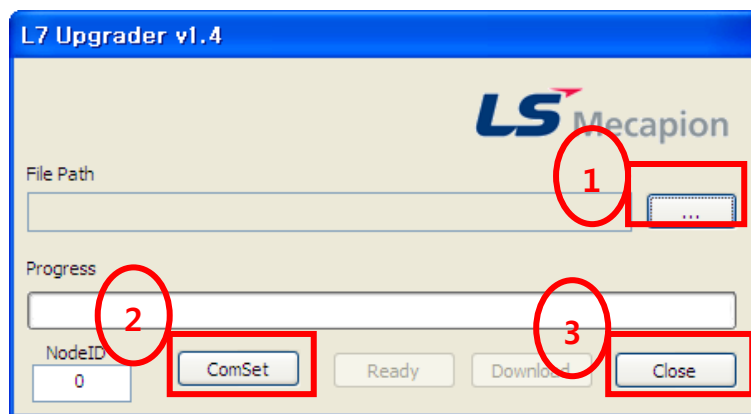 L7 Upgrader v1.4
LS Mecapion
1
File Path
...
Progress
2
3
NodeID
0
ComSet
Ready
Download
Close